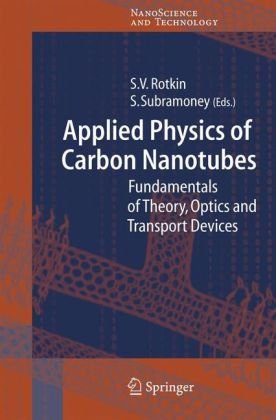 NANOSCIENCE
AND TECHNOLOGY
S.V. Rotkin
S. Subramoney (Eds.)
Applied Physics of
Carbon Nanotubes
Fundamentals
of Theory, Optics and
Transport Devices
Springer